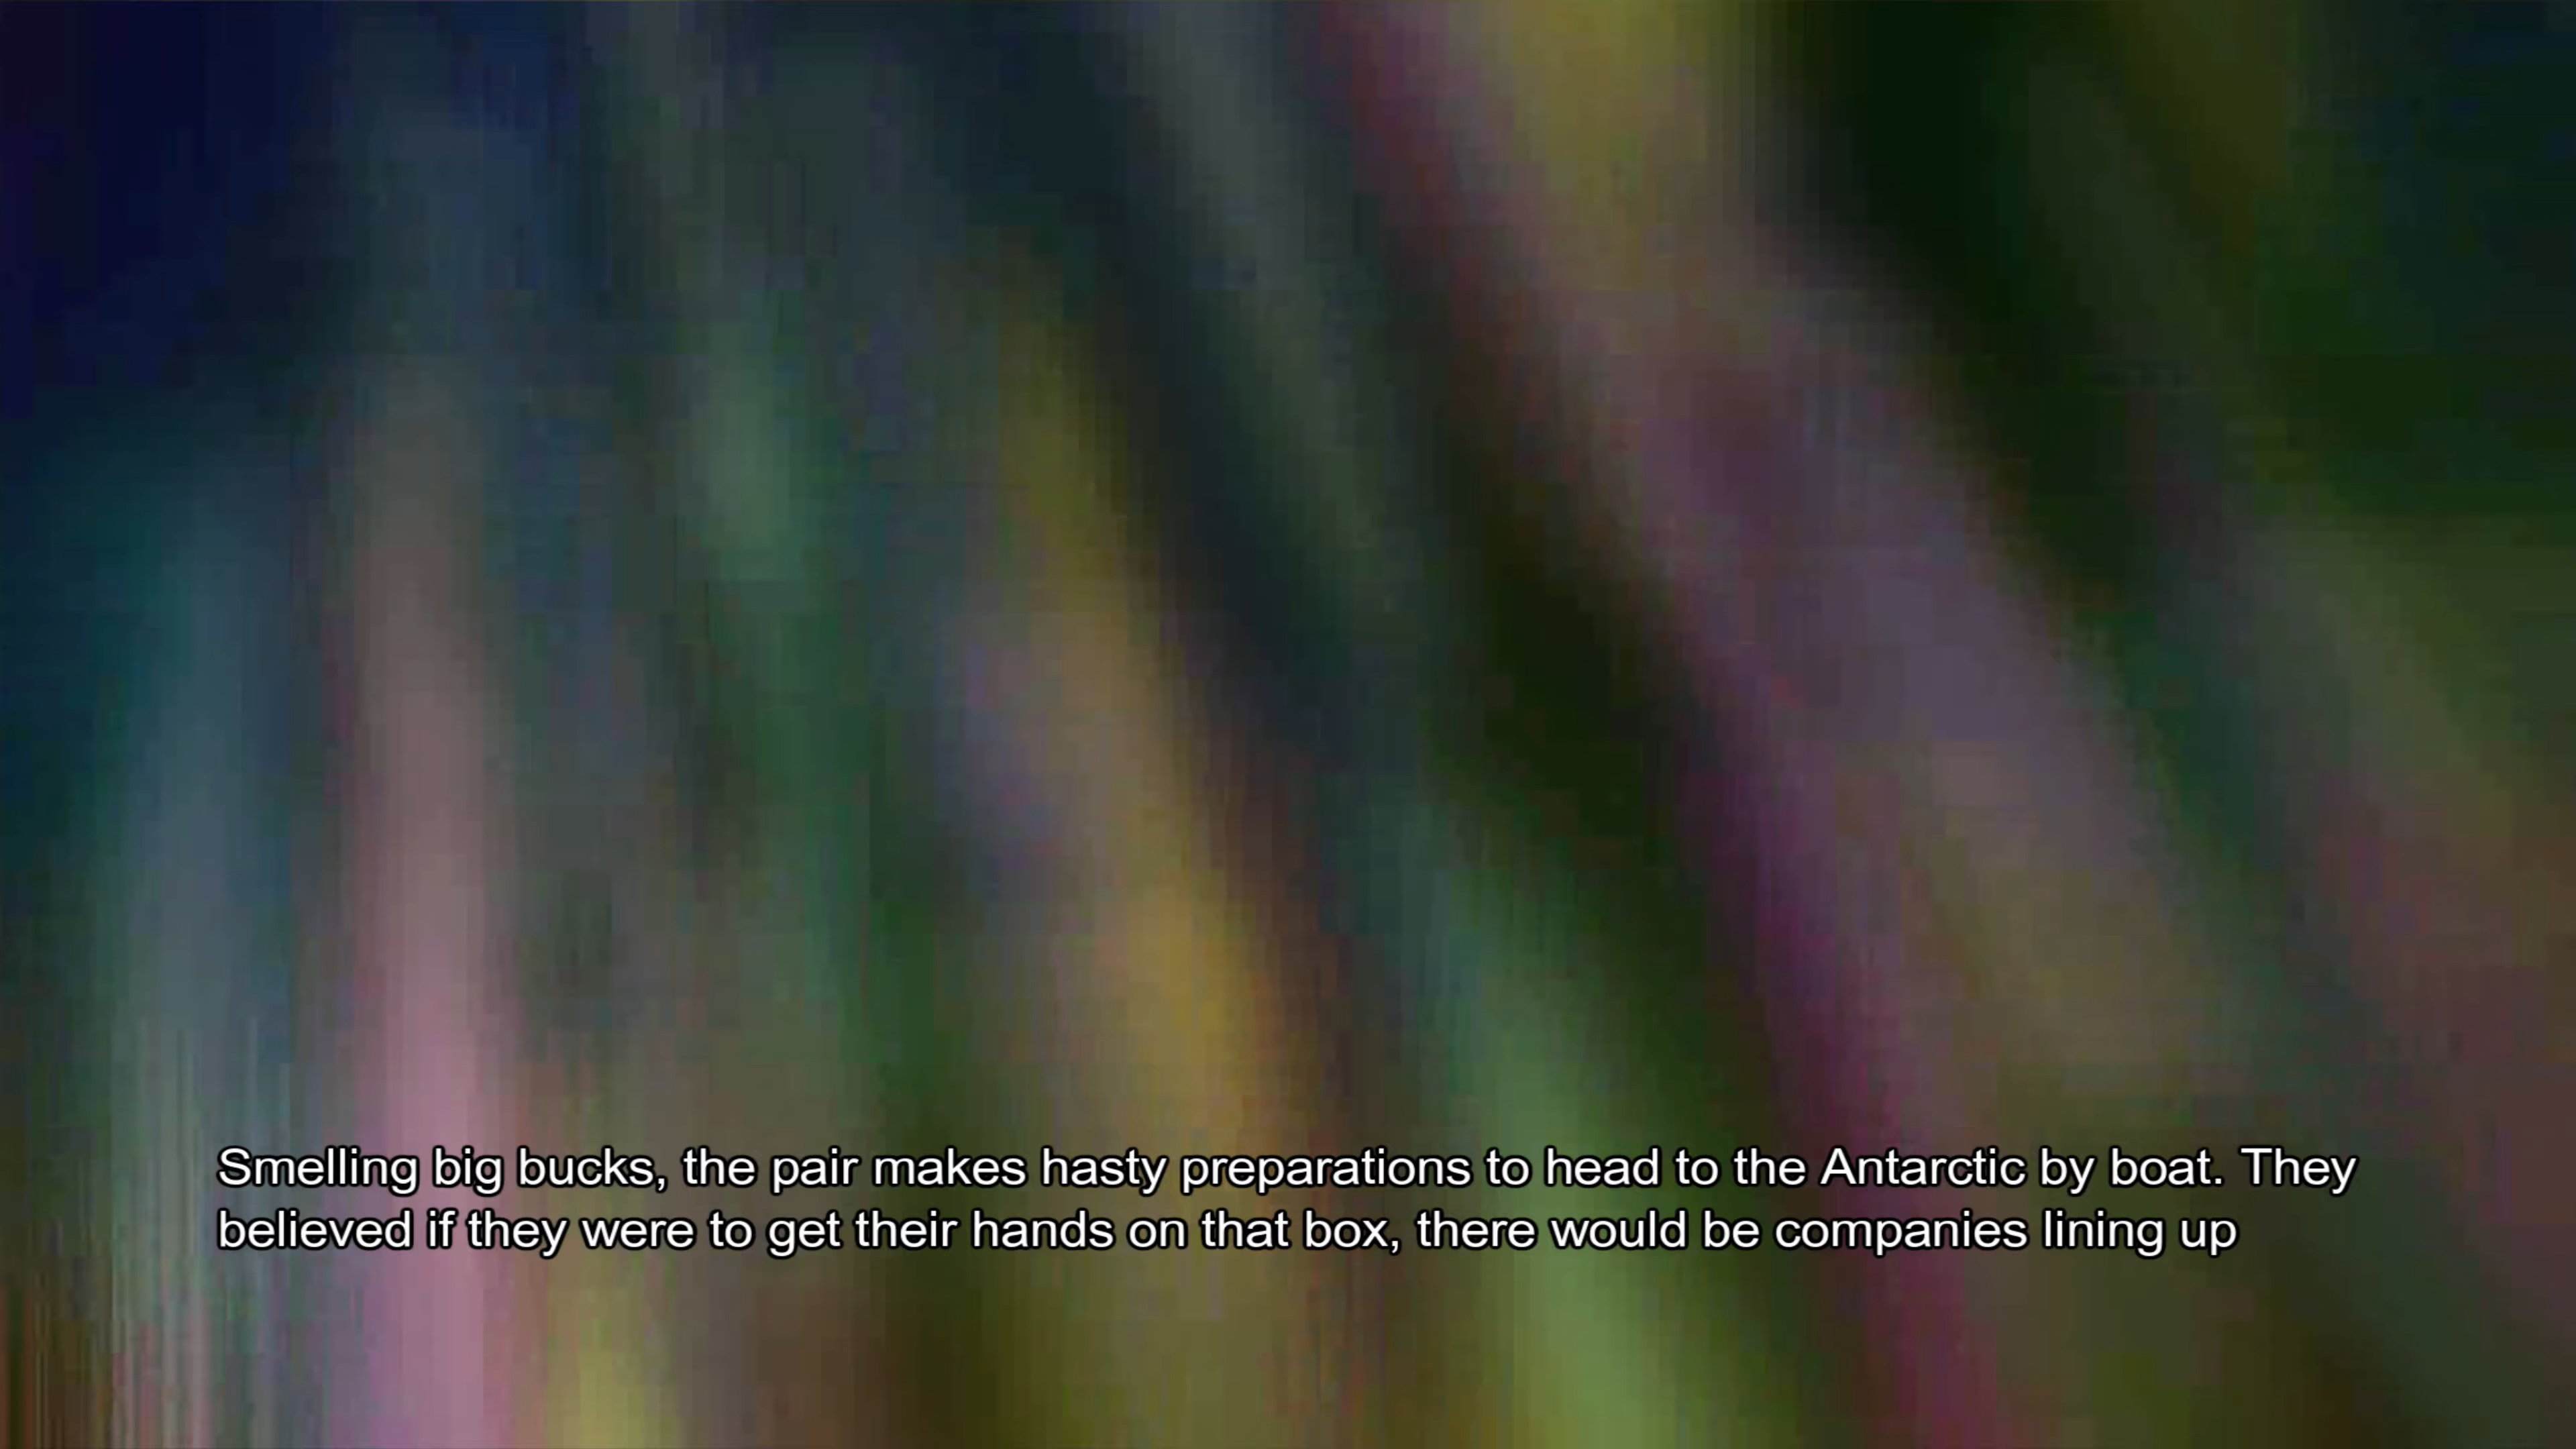 Smelling big bucks, the pair makes hasty preparations to head to the Antarctic by boat. They
believed if they were to get their hands on that box, there would be companies lining up